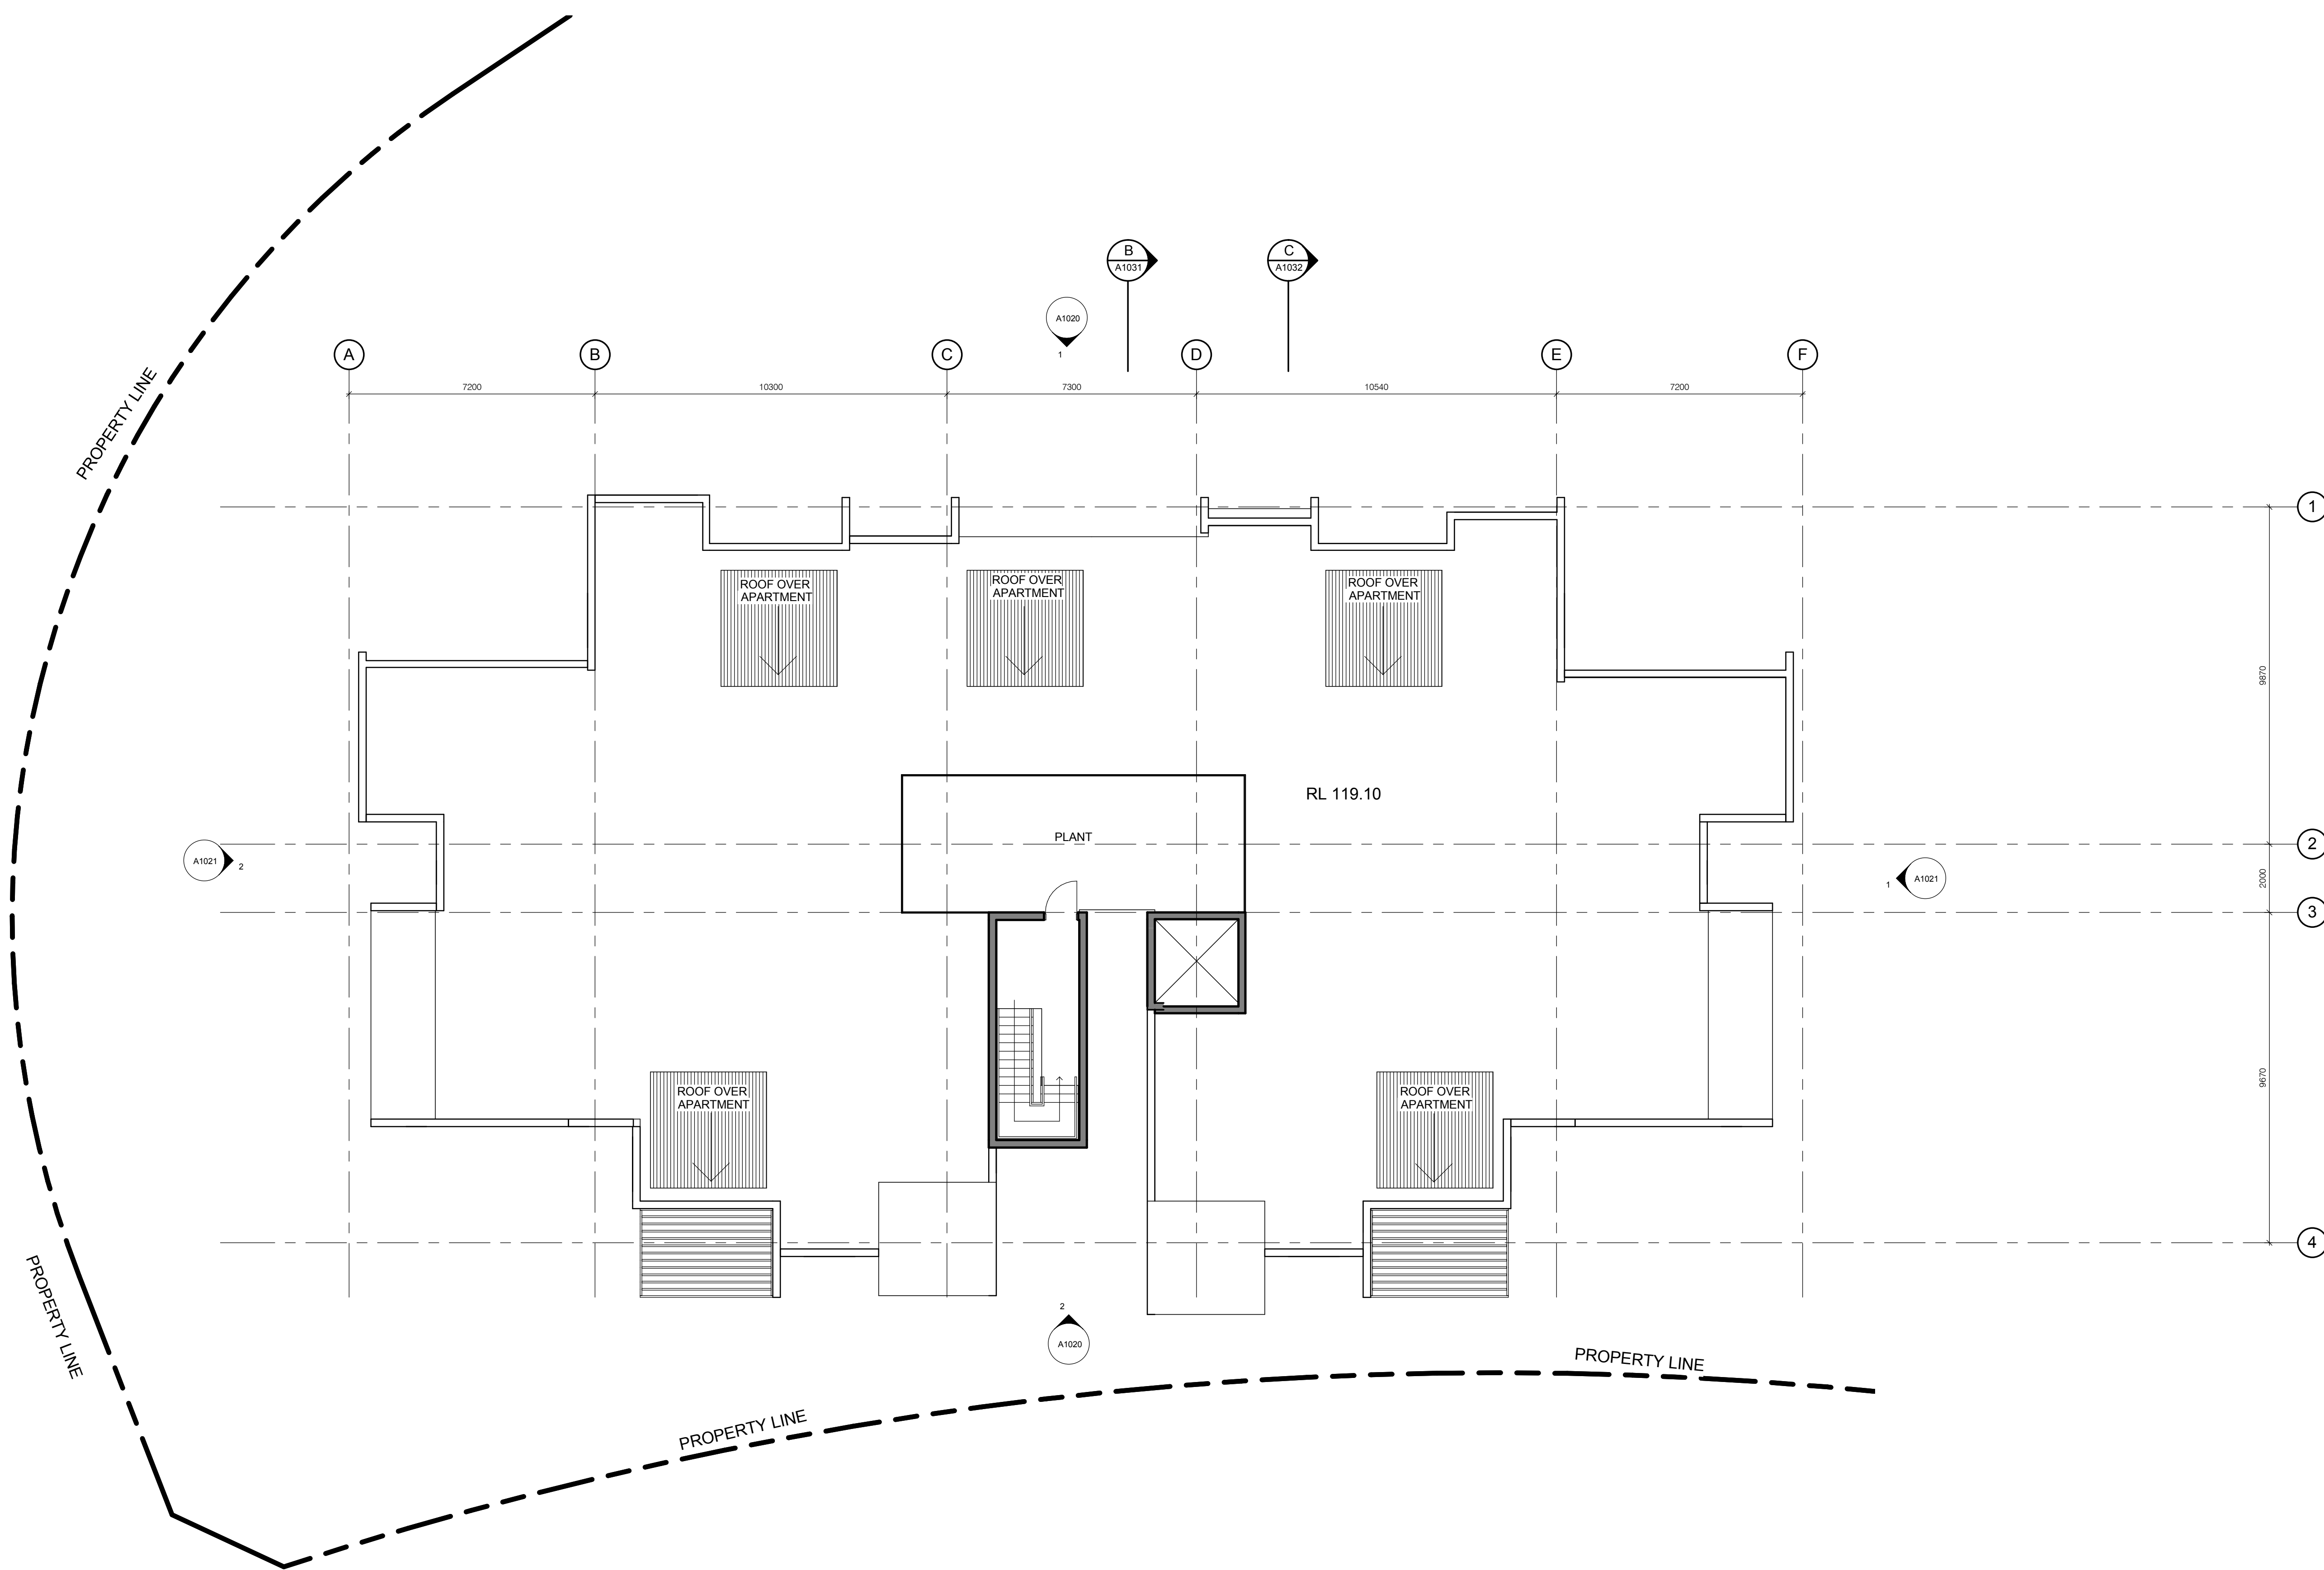 B
A1031
C
A1032
A1020
1
A
B
C
D
E
F
7200
10300
7300
10540
7200
PROPERTY LINE
1
ROOF OVER
APARTMENT
ROOF OVER
APARTMENT
ROOF OVER
APARTMENT
9870
RL 119.10
PLANT
2
A1021
2
1
A1021
2000
3
ROOF OVER
APARTMENT
ROOF OVER
APARTMENT
9670
4
PROPERTY LINE
2
A1020
PROPERTY LINE
PROPERTY LINE